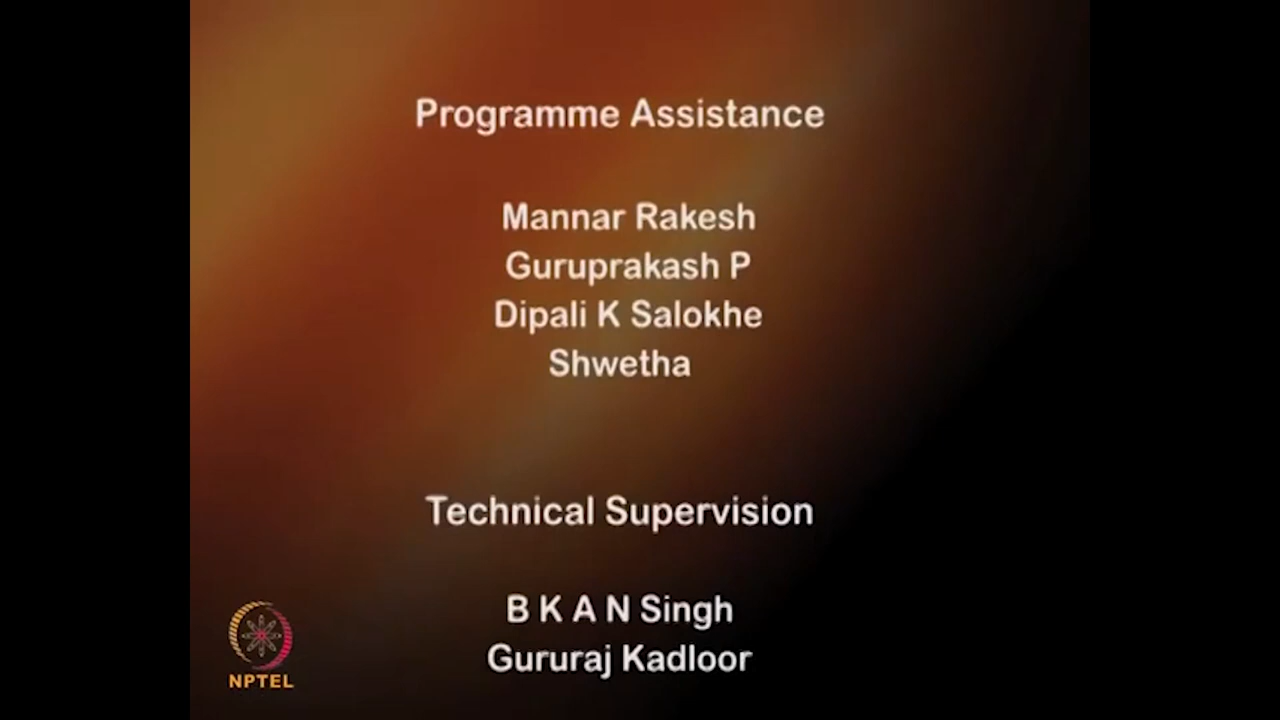 Programme Assistance
Mannar Rakesh
Guruprakash P
Dipali K Salokhe
Shwetha
Technical Supervision
B K A N Singh
Gururaj Kadloor
NPTEL